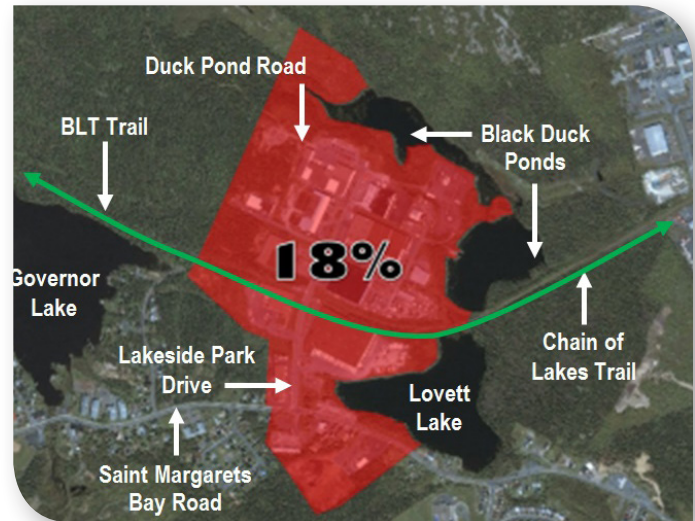 Duck Pond Road
BLT Trail
Black Duck
Ponds
18%
Governor
Lake
Chain of
Lakes Trail
Lakeside Park
Drive
Lovett
Lake
Saint Margarets
Bay Road